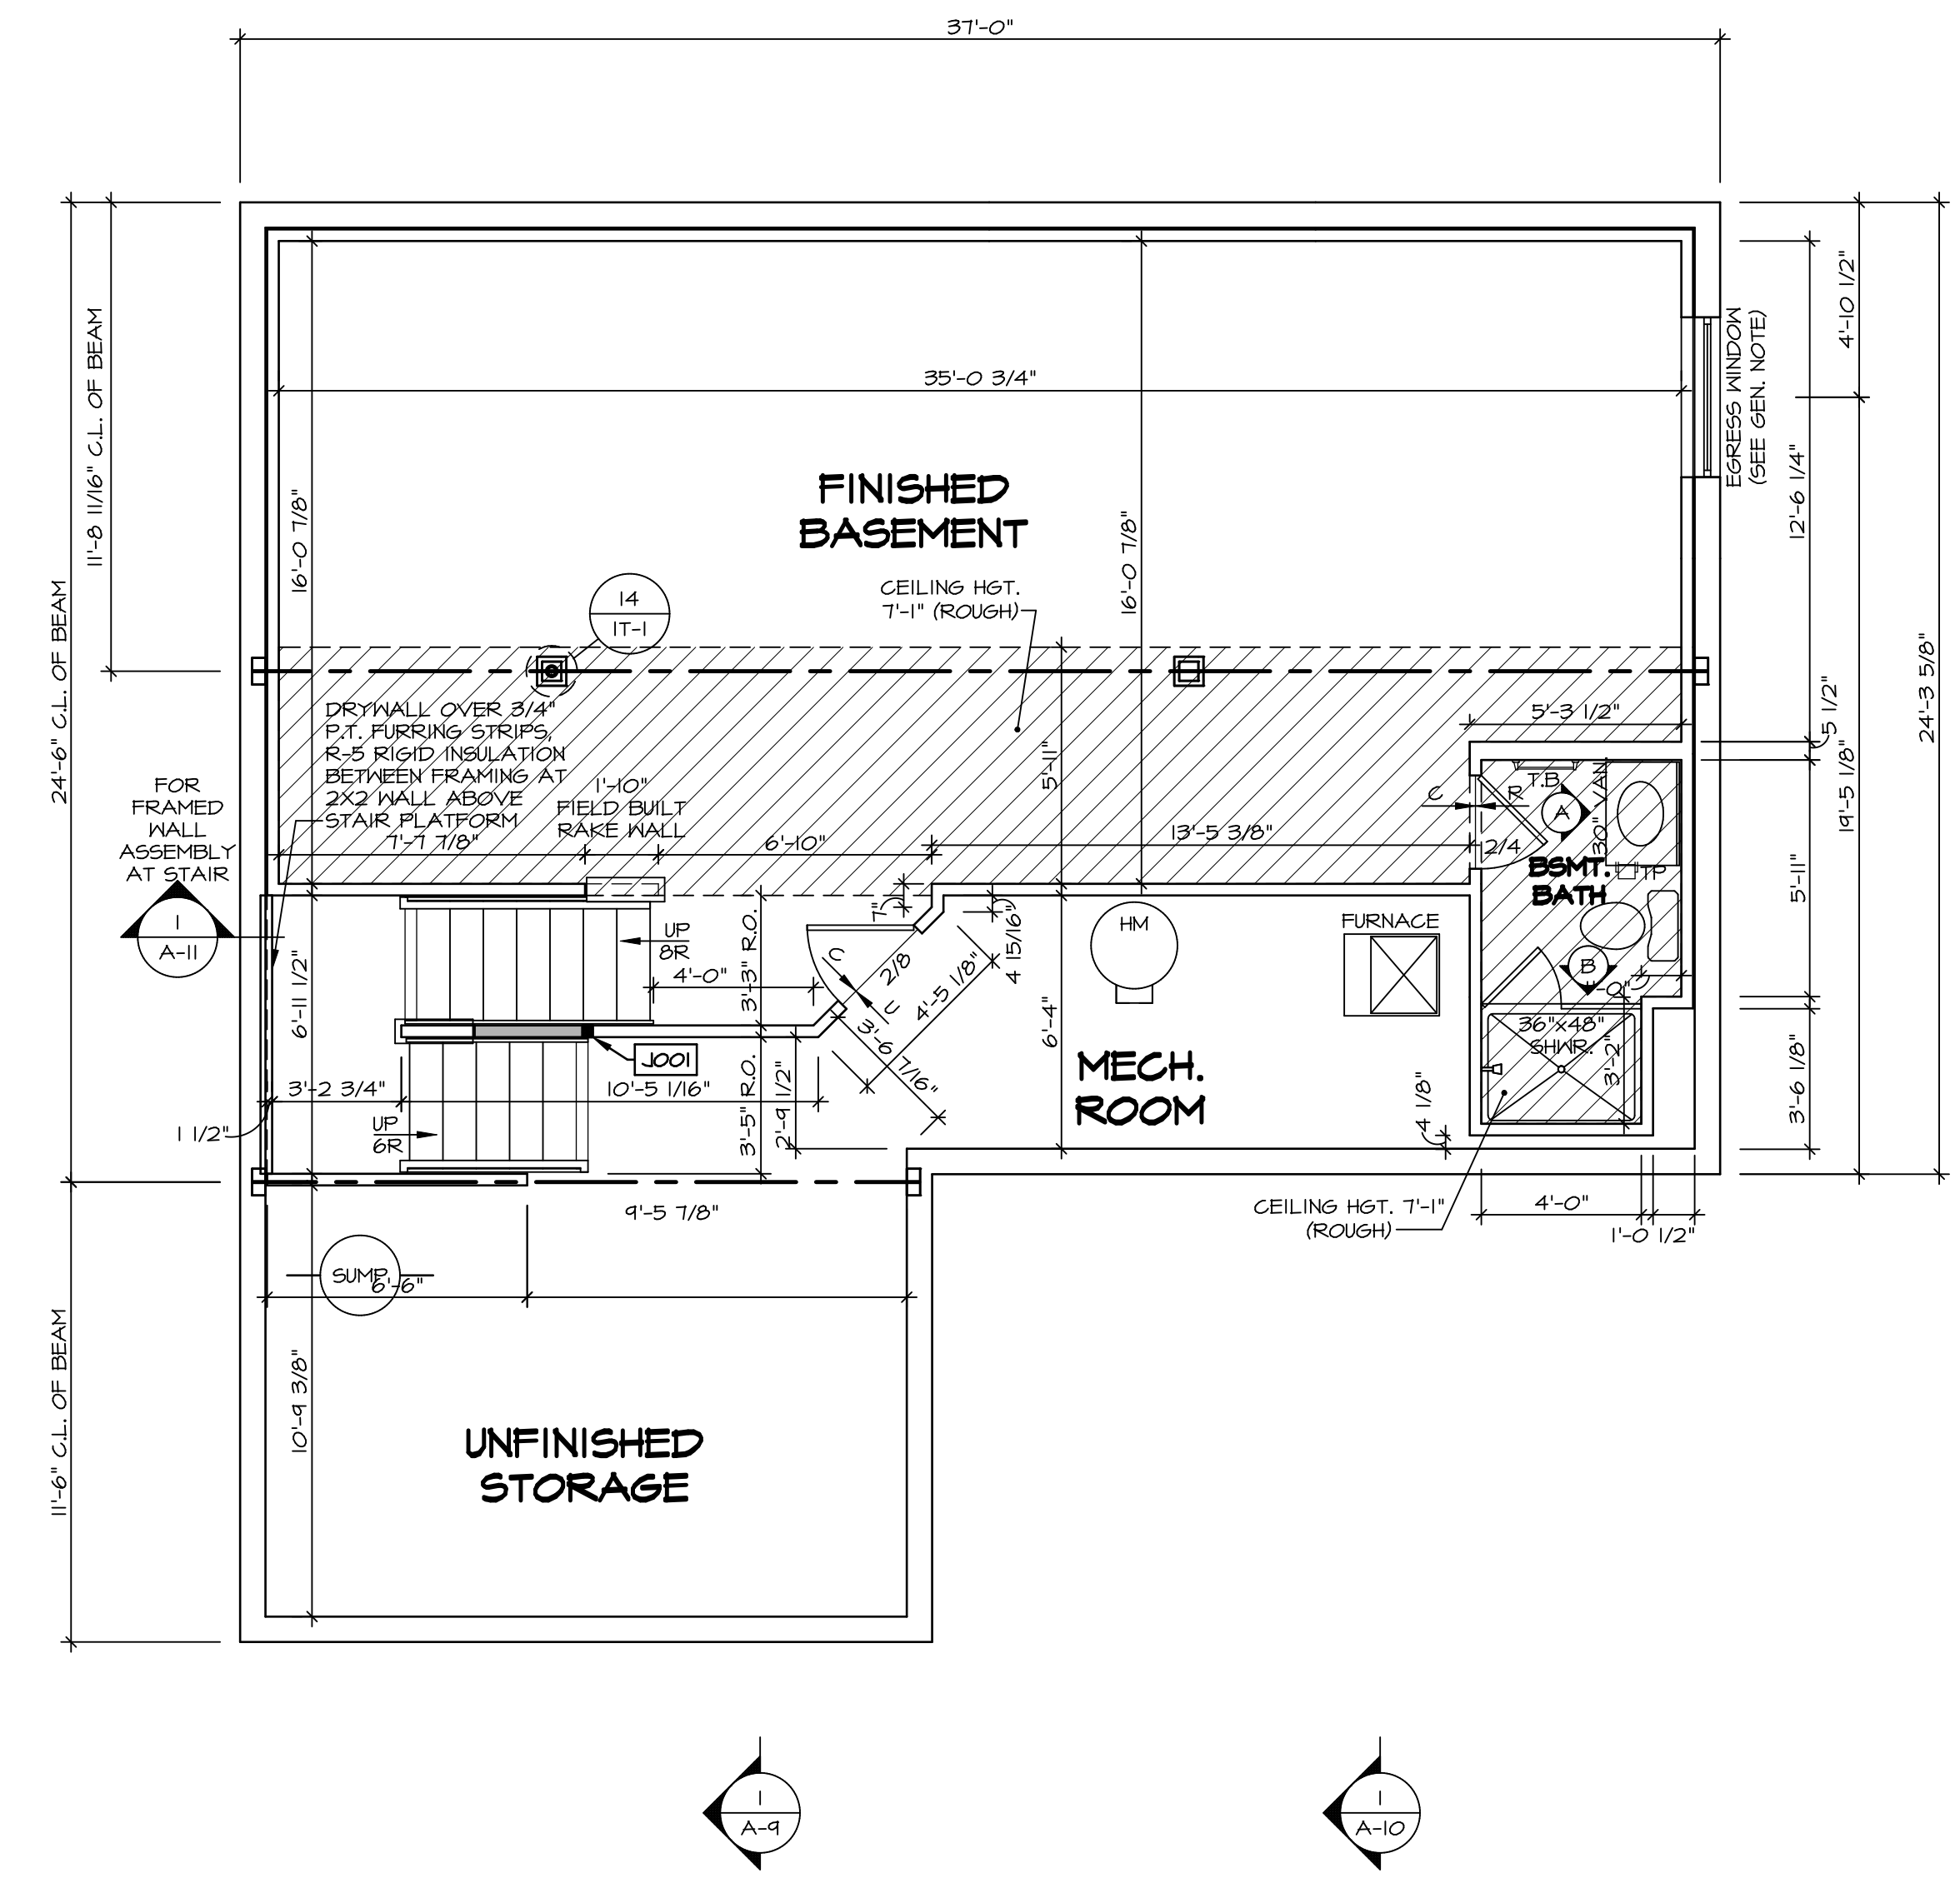 37'-0"
4'-10 1/2"
EGRESS WINDOW
(SEE GEN. NOTE)
11'-8 11/16" C.L. OF BEAM
35'-0 3/4"
12'-6 1/4"
FINISHED
BASEMENT
16'-0 7/8"
16'-0 7/8"
CEILING HGT.
7'-1" (ROUGH)
14
1T-1
24'-6" C.L. OF BEAM
24'-3 5/8"
5 1/2"
5'-3 1/2"
DRYWALL OVER 3/4"
P.T. FURRING STRIPS,
R-5 RIGID INSULATION
BETWEEN FRAMING AT
2X2 WALL ABOVE
STAIR PLATFORM
5'-11"
19'-5 1/8"
FOR
FRAMED
WALL
ASSEMBLY
AT STAIR
1
A-11
1'-10"
FIELD BUILT
RAKE WALL
7'-7 7/8"
6'-10"
13'-5 3/8"
C
R
T.B.
A
30" VAN
2/4
BSMT.
BATH
TP
5'-11"
7"
4 15/16"
HM
FURNACE
UP
8R
4'-0"
3'-3" R.O.
C
U
2/8
4'-5 1/8"
3'-6 7/16"
6'-11 1/2"
6'-4"
B
1'-0"
36"x48"
SHWR.
3'-2"
3'-6 1/8"
J001
MECH.
ROOM
3'-2 3/4"
10'-5 1/16"
3'-5" R.O.
2'-9 1/2"
4 1/8"
1 1/2"
UP
6R
9'-5 7/8"
CEILING HGT. 7'-1"
(ROUGH)
4'-0"
1'-0 1/2"
SUMP
6'-6"
11'-6" C.L. OF BEAM
10'-9 3/8"
UNFINISHED
STORAGE
1
A-9
1
A-10